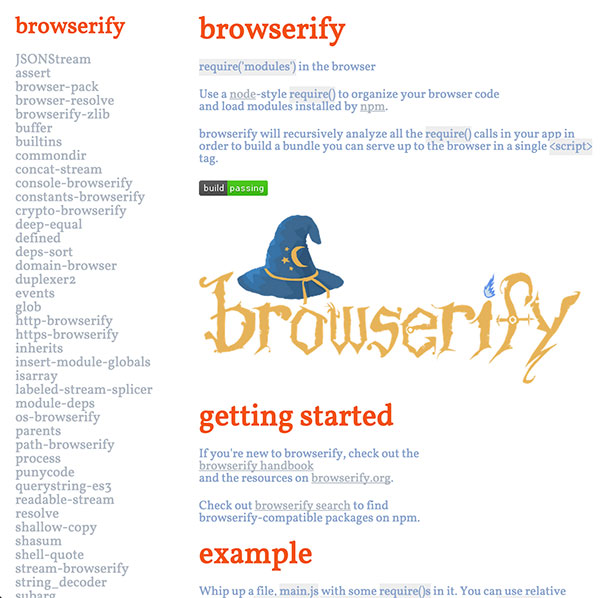 browserify
JSONStream
assert
browser-pack
browser-resolve
browserify-zlib
buffer
builtins
commondir
concat-stream
console-browserify
constants-browserify
crypto-browserify
deep-equal
defined
deps-sort
domain-browser
duplexer2
events
glob
http-browserify
https-browserify
inherits
insert-module-globals
isarray
labeled-stream-splicer
module-deps
os-browserify
parents
path-browserify
process
punycode
querystring-es3
readable-stream
resolve
shallow-copy
shasum
shell-quote
stream-browserify
string_decoder
subarg
browserify
require('modules') in the browser
Use a node-style require() to organize your browser code
and load modules installed by npm.
browserify will recursively analyze all the require() calls in your app in
order to build a bundle you can serve up to the browser in a single <script>
tag.
build passing
browserify
getting started
If you're new to browserify, check out the
browserify handbook
and the resources on browserify.org.
Check out browserify search to find
browserify-compatible packages on npm.
example
Whip up a file, main.js with some require()s in it. You can use relative